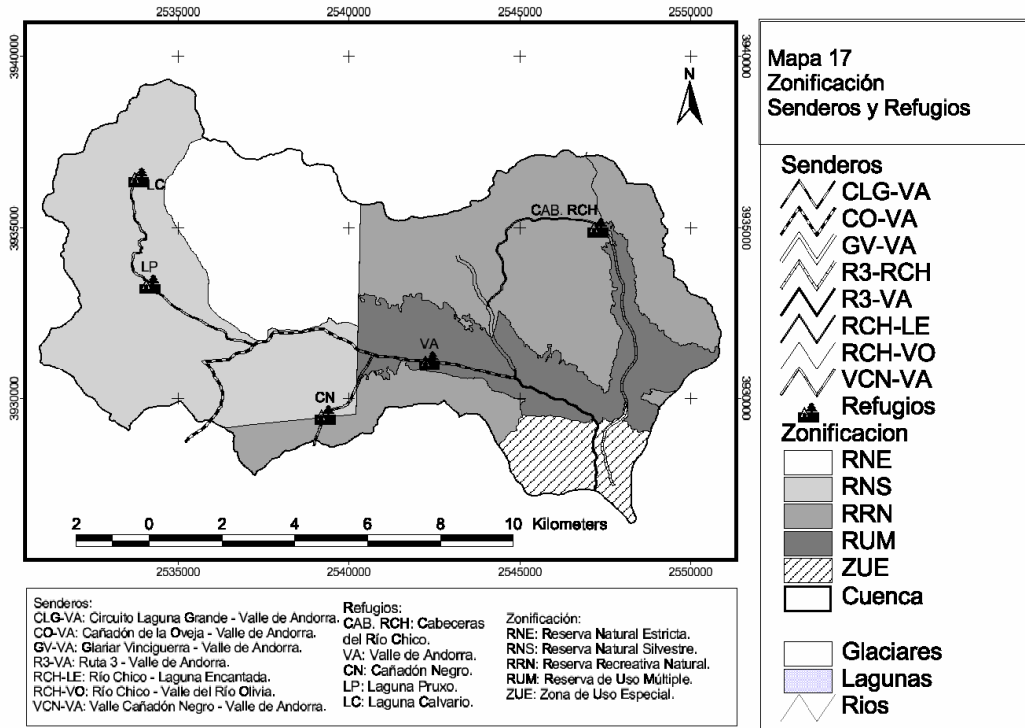 2535000 2540000 2545000 2550000
3940000 3940000
3935000 3935000
3930000 3930000
N
LC
LP
CAB. RCH
VA
CN
2 0 2 4 6 8 10 Kilometers
2535000 2540000 2545000 2550000
Mapa 17
Zonificación
Senderos y Refugios
Senderos
CLG-VA
CO-VA
GV-VA
R3-RCH
R3-VA
RCH-LE
RCH-VO
VCN-VA
Refugios
Zonificacion
RNE
RNS
RRN
RUM
ZUE
Cuenca
Glaciares
Lagunas
Rios
Senderos:
CLG-VA: Circuito Laguna Grande - Valle de Andorra.
CO-VA: Cañadón de la Oveja - Valle de Andorra.
GV-VA: Glariar Vinciguerra - Valle de Andorra.
R3-VA: Ruta 3 - Valle de Andorra.
RCH-LE: Río Chico - Laguna Encantada.
RCH-VO: Río Chico - Valle del Río Olivia.
VCN-VA: Valle Cañadón Negro - Valle de Andorra.
Refugios:
CAB. RCH: Cabeceras
del Río Chico.
VA: Valle de Andorra.
CN: Cañadón Negro.
LP: Laguna Pruxo.
LC: Laguna Calvario.
Zonificación:
RNE: Reserva Natural Estricta.
RNS: Reserva Natural Silvestre.
RRN: Reserva Recreativa Natural.
RUM: Reserva de Uso Múltiple.
ZUE: Zona de Uso Especial.